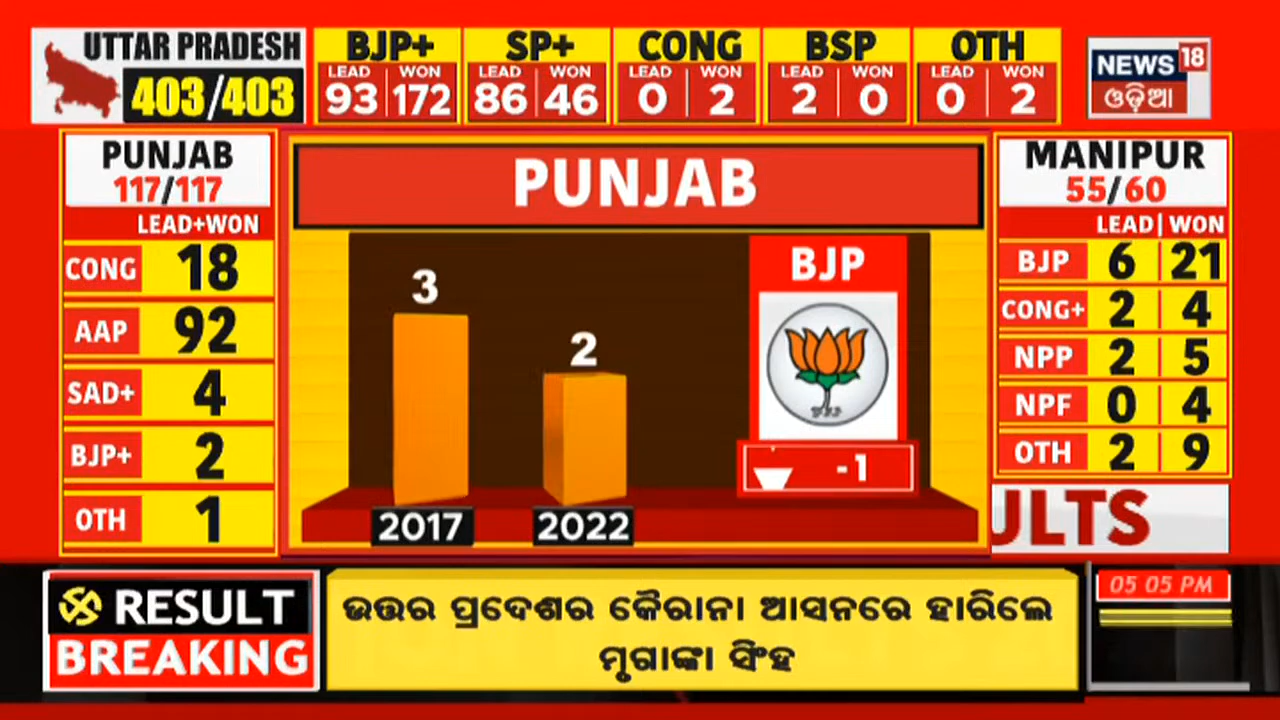 UTTAR PRADESH
403/403
BJP+ SP+ CONG BSP OTH
LEAD WON LEAD WON LEAD WON LEAD WON LEAD WON
93 172 86 46 0 2 2 0 0 2
NEWS 18
ଓଡ଼ିଆ
PUNJAB
117/117
LEAD+WON
CONG 18
AAP 92
SAD+ 4
BJP+ 2
OTH 1
PUNJAB
3
2
2017 2022
BJP
-1
MANIPUR
55/60
LEAD| WON
BJP 6 21
CONG+ 2 4
NPP 2 5
NPF 0 4
OTH 2 9
ULTS
RESULT
BREAKING
ଉତ୍ତର ପ୍ରଦେଶର କୈରାନା ଆସନରେ ହାରିଲେ
ମୃଗାଙ୍କା ସିଂହ
05 05 PM